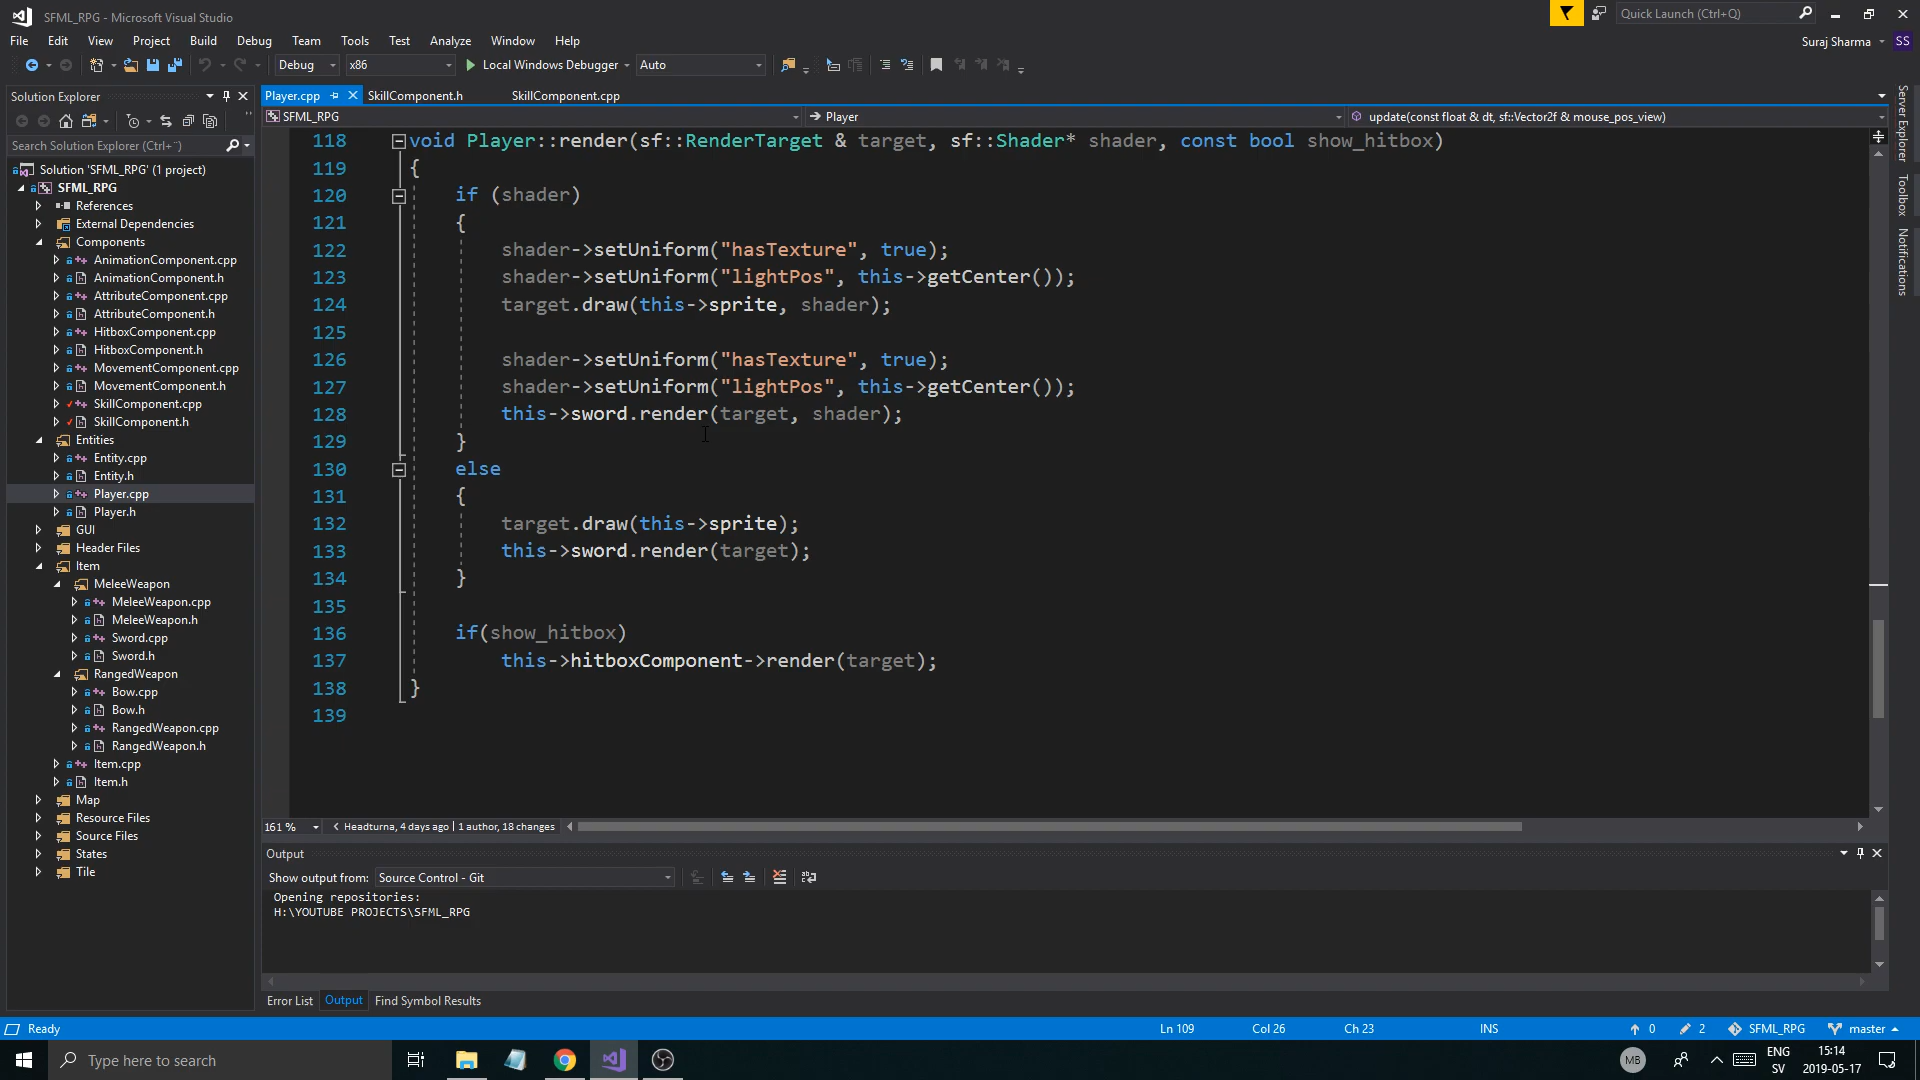 SFML_RPG - Microsoft Visual Studio
Quick Launch (Ctrl+Q)
File Edit View Project Build Debug Team Tools Test Analyze Window Help
Suraj Sharma SS
Debug x86 Local Windows Debugger Auto
Solution Explorer
Player.cpp SkillComponent.h SkillComponent.cpp
SFML_RPG Player update(const float & dt, sf::Vector2f & mouse_pos_view)
Search Solution Explorer (Ctrl+¨)
Solution 'SFML_RPG' (1 project)
SFML_RPG
References
External Dependencies
Components
AnimationComponent.cpp
AnimationComponent.h
AttributeComponent.cpp
AttributeComponent.h
HitboxComponent.cpp
HitboxComponent.h
MovementComponent.cpp
MovementComponent.h
SkillComponent.cpp
SkillComponent.h
Entities
Entity.cpp
Entity.h
Player.cpp
Player.h
GUI
Header Files
Item
MeleeWeapon
MeleeWeapon.cpp
MeleeWeapon.h
Sword.cpp
Sword.h
RangedWeapon
Bow.cpp
Bow.h
RangedWeapon.cpp
RangedWeapon.h
Item.cpp
Item.h
Map
Resource Files
Source Files
States
Tile
118 void Player::render(sf::RenderTarget & target, sf::Shader* shader, const bool show_hitbox)
119 {
120 if (shader)
121 {
122 shader->setUniform("hasTexture", true);
123 shader->setUniform("lightPos", this->getCenter());
124 target.draw(this->sprite, shader);
125
126 shader->setUniform("hasTexture", true);
127 shader->setUniform("lightPos", this->getCenter());
128 this->sword.render(target, shader);
129 }
130 else
131 {
132 target.draw(this->sprite);
133 this->sword.render(target);
134 }
135
136 if(show_hitbox)
137 this->hitboxComponent->render(target);
138 }
139
161 % Headturna, 4 days ago | 1 author, 18 changes
Output
Show output from: Source Control - Git
Opening repositories:
H:\YOUTUBE PROJECTS\SFML_RPG
Error List Output Find Symbol Results
Server Explorer
Toolbox
Notifications
Ready Ln 109 Col 26 Ch 23 INS 0 2 SFML_RPG master
Type here to search
MB
ENG
SV
15:14
2019-05-17